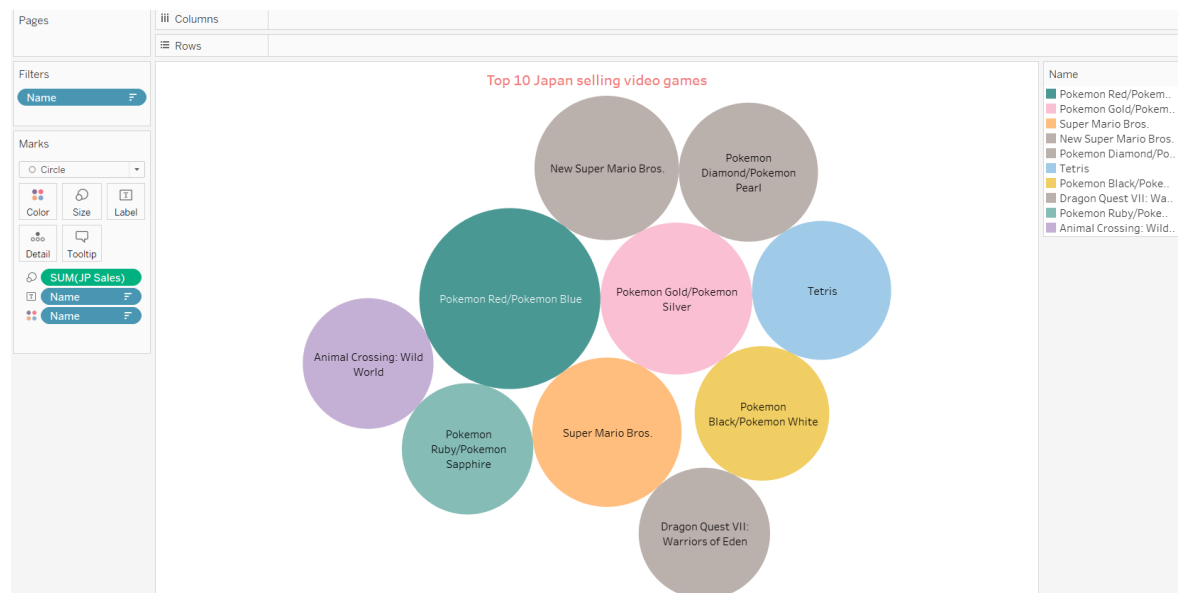 Pages
Columns
Rows
Filters
Name
Marks
Circle
Color
Size
Label
Detail
Tooltip
SUM(JP Sales)
Name
Name
Top 10 Japan selling video games
New Super Mario Bros.
Pokemon
Diamond/Pokemon
Pearl
Pokemon Red/Pokemon Blue
Pokemon Gold/Pokemon
Silver
Tetris
Animal Crossing: Wild
World
Pokemon
Ruby/Pokemon
Sapphire
Super Mario Bros.
Pokemon
Black/Pokemon White
Dragon Quest VII:
Warriors of Eden
Name
Pokemon Red/Pokem..
Pokemon Gold/Pokem..
Super Mario Bros.
New Super Mario Bros.
Pokemon Diamond/Po..
Tetris
Pokemon Black/Poke..
Dragon Quest VII: Wa..
Pokemon Ruby/Poke..
Animal Crossing: Wild..